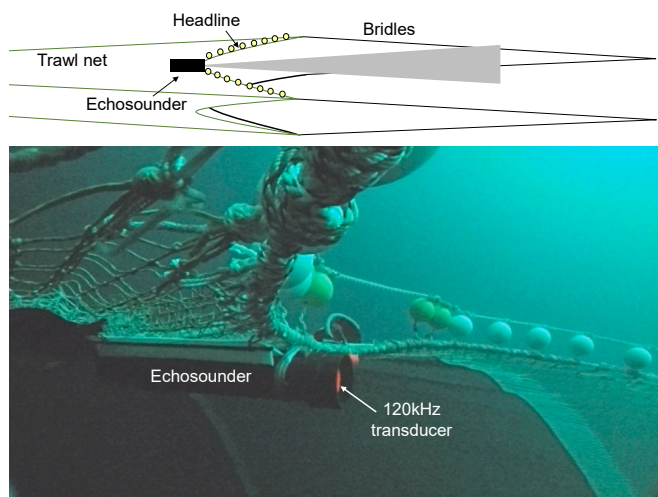 Headline
Bridles
Trawl net
Echosounder
Echosounder
120kHz
transducer